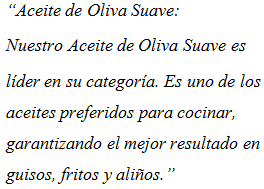 “Aceite de Oliva Suave:
Nuestro Aceite de Oliva Suave es
líder en su categoría. Es uno de los
aceites preferidos para cocinar,
garantizando el mejor resultado en
guisos, fritos y aliños.”